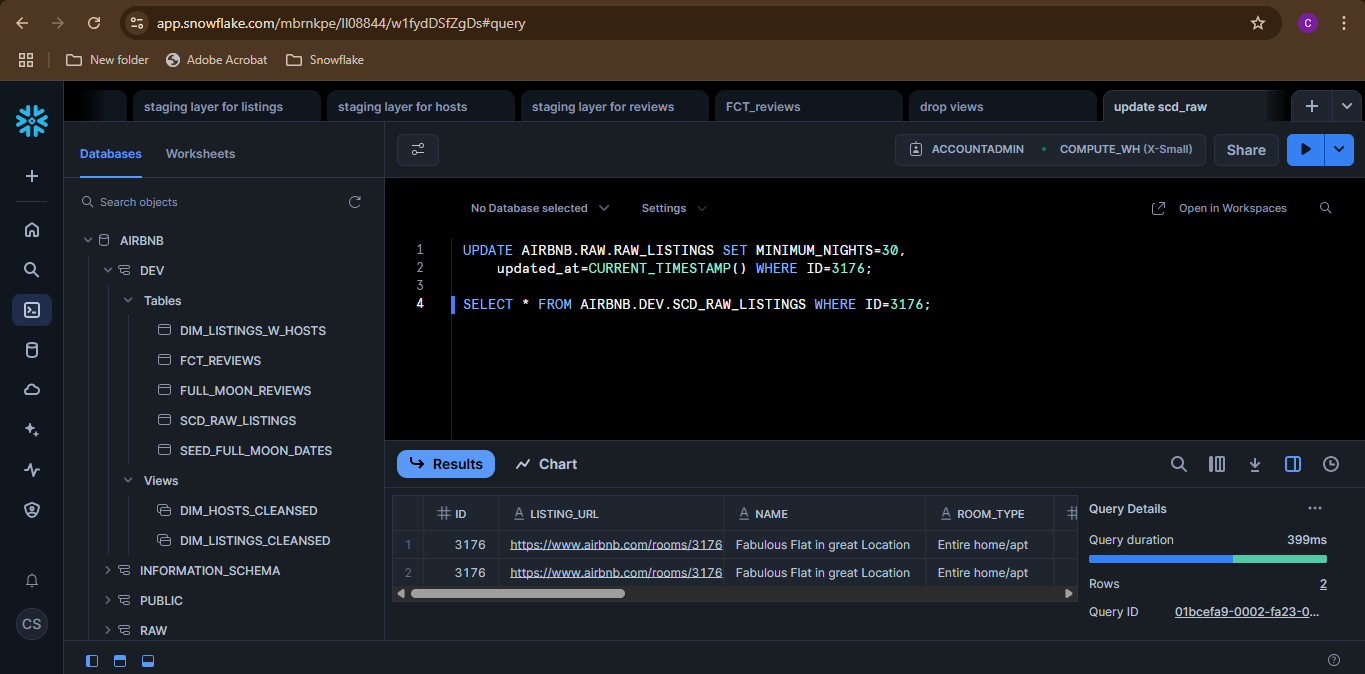 app.snowflake.com/mbrnkpe/ll08844/w1fydDSfZgDs#query
C
New folder
Adobe Acrobat
Snowflake
staging layer for listings
staging layer for hosts
staging layer for reviews
FCT_reviews
drop views
update scd_raw
Databases
Worksheets
ACCOUNTADMIN
COMPUTE_WH (X-Small)
Share
Search objects
No Database selected
Settings
Open in Workspaces
AIRBNB
DEV
Tables
DIM_LISTINGS_W_HOSTS
FCT_REVIEWS
FULL_MOON_REVIEWS
SCD_RAW_LISTINGS
SEED_FULL_MOON_DATES
Views
DIM_HOSTS_CLEANSED
DIM_LISTINGS_CLEANSED
INFORMATION_SCHEMA
PUBLIC
RAW
CS
1 UPDATE AIRBNB.RAW.RAW_LISTINGS SET MINIMUM_NIGHTS=30,
2 updated_at=CURRENT_TIMESTAMP() WHERE ID=3176;
3
4 SELECT * FROM AIRBNB.DEV.SCD_RAW_LISTINGS WHERE ID=3176;
Results
Chart
ID LISTING_URL NAME ROOM_TYPE
1 3176 https://www.airbnb.com/rooms/3176 Fabulous Flat in great Location Entire home/apt
2 3176 https://www.airbnb.com/rooms/3176 Fabulous Flat in great Location Entire home/apt
Query Details
Query duration 399ms
Rows 2
Query ID 01bcefa9-0002-fa23-0...